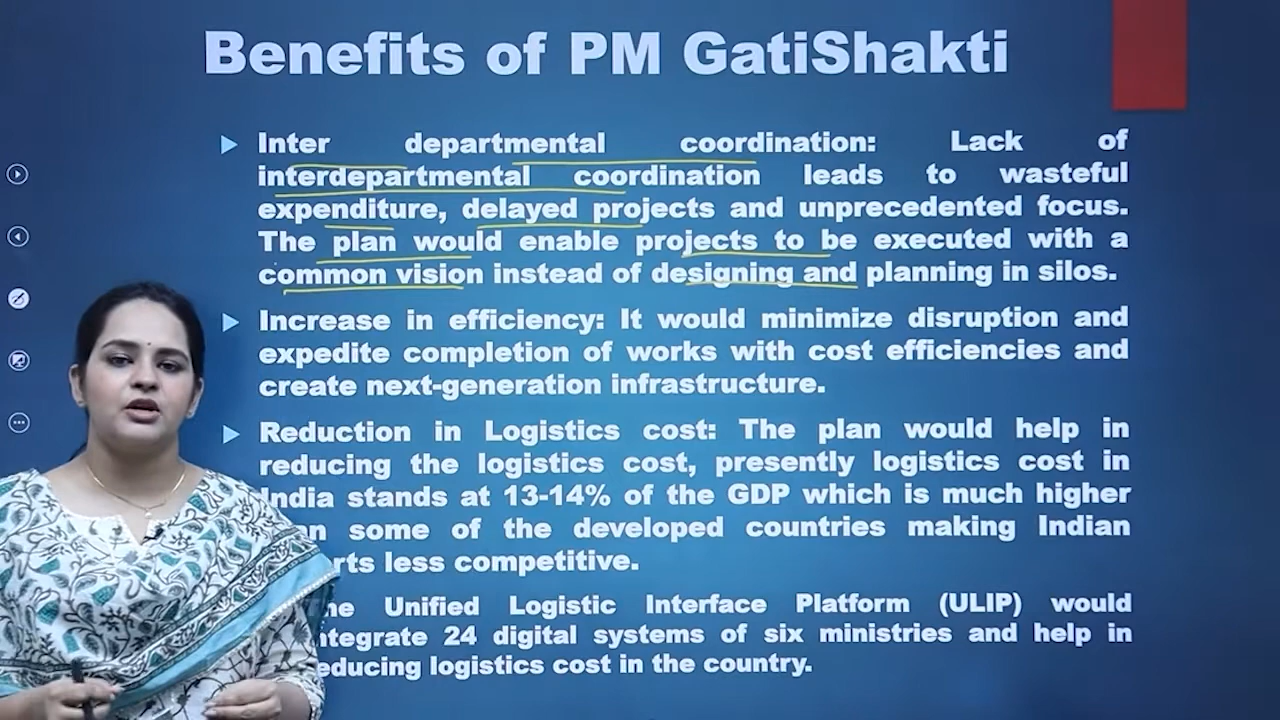 Benefits of PM GatiShakti
Inter departmental coordination: Lack of
interdepartmental coordination leads to wasteful
expenditure, delayed projects and unprecedented focus.
The plan would enable projects to be executed with a
common vision instead of designing and planning in silos.
Increase in efficiency: It would minimize disruption and
expedite completion of works with cost efficiencies and
create next-generation infrastructure.
Reduction in Logistics cost: The plan would help in
reducing the logistics cost, presently logistics cost in
India stands at 13-14% of the GDP which is much higher
some of the developed countries making Indian
less competitive.
Unified Logistic Interface Platform (ULIP) would
integrate 24 digital systems of six ministries and help in
reducing logistics cost in the country.